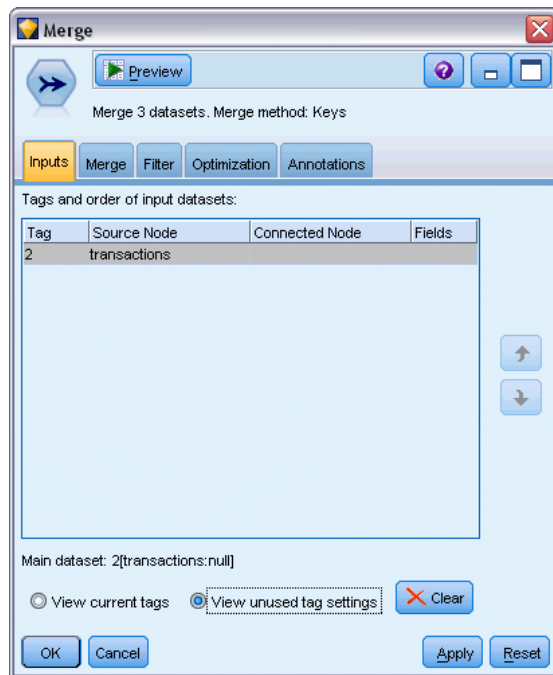 Merge
Preview
?
Merge 3 datasets. Merge method: Keys
Inputs Merge Filter Optimization Annotations
Tags and order of input datasets:
Tag Source Node Connected Node Fields
2 transactions
Main dataset: 2[transactions:null]
View current tags View unused tag settings Clear
OK Cancel Apply Reset